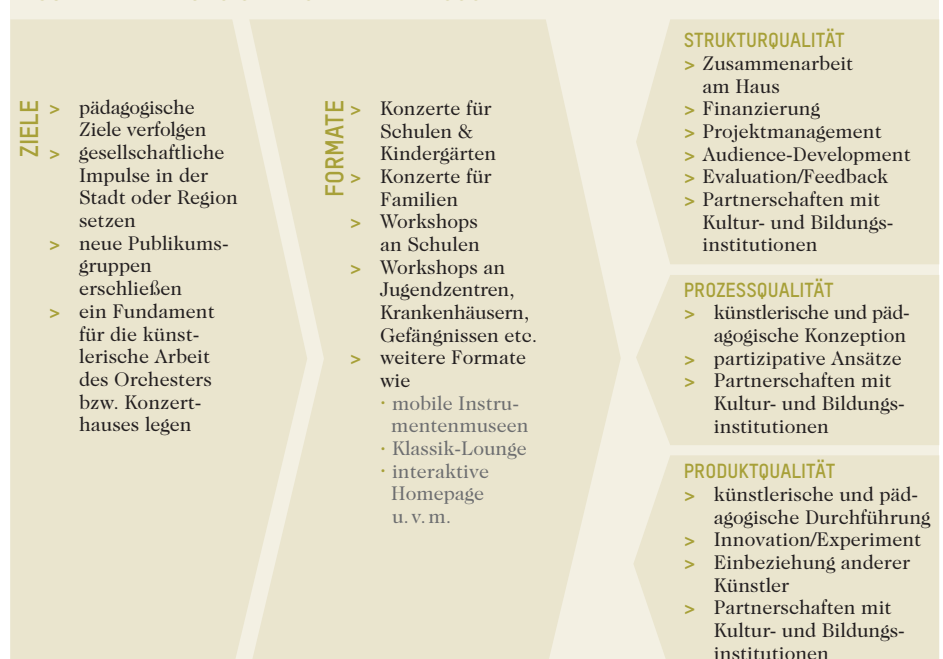 ZIELE
> pädagogische
Ziele verfolgen
> gesellschaftliche
Impulse in der
Stadt oder Region
setzen
> neue Publikums-
gruppen
erschließen
> ein Fundament
für die künst-
lerische Arbeit
des Orchesters
bzw. Konzert-
hauses legen
FORMATE
> Konzerte für
Schulen &
Kindergärten
> Konzerte für
Familien
> Workshops
an Schulen
> Workshops an
Jugendzentren,
Krankenhäusern,
Gefängnissen etc.
> weitere Formate
wie
· mobile Instru-
mentenmuseen
· Klassik-Lounge
· interaktive
Homepage
u. v. m.
STRUKTURQUALITÄT
> Zusammenarbeit
am Haus
> Finanzierung
> Projektmanagement
> Audience-Development
> Evaluation/Feedback
> Partnerschaften mit
Kultur- und Bildungs-
institutionen
PROZESSQUALITÄT
> künstlerische und päd-
agogische Konzeption
> partizipative Ansätze
> Partnerschaften mit
Kultur- und Bildungs-
institutionen
PRODUKTQUALITÄT
> künstlerische und päd-
agogische Durchführung
> Innovation/Experiment
> Einbeziehung anderer
Künstler
> Partnerschaften mit
Kultur- und Bildungs-
institutionen